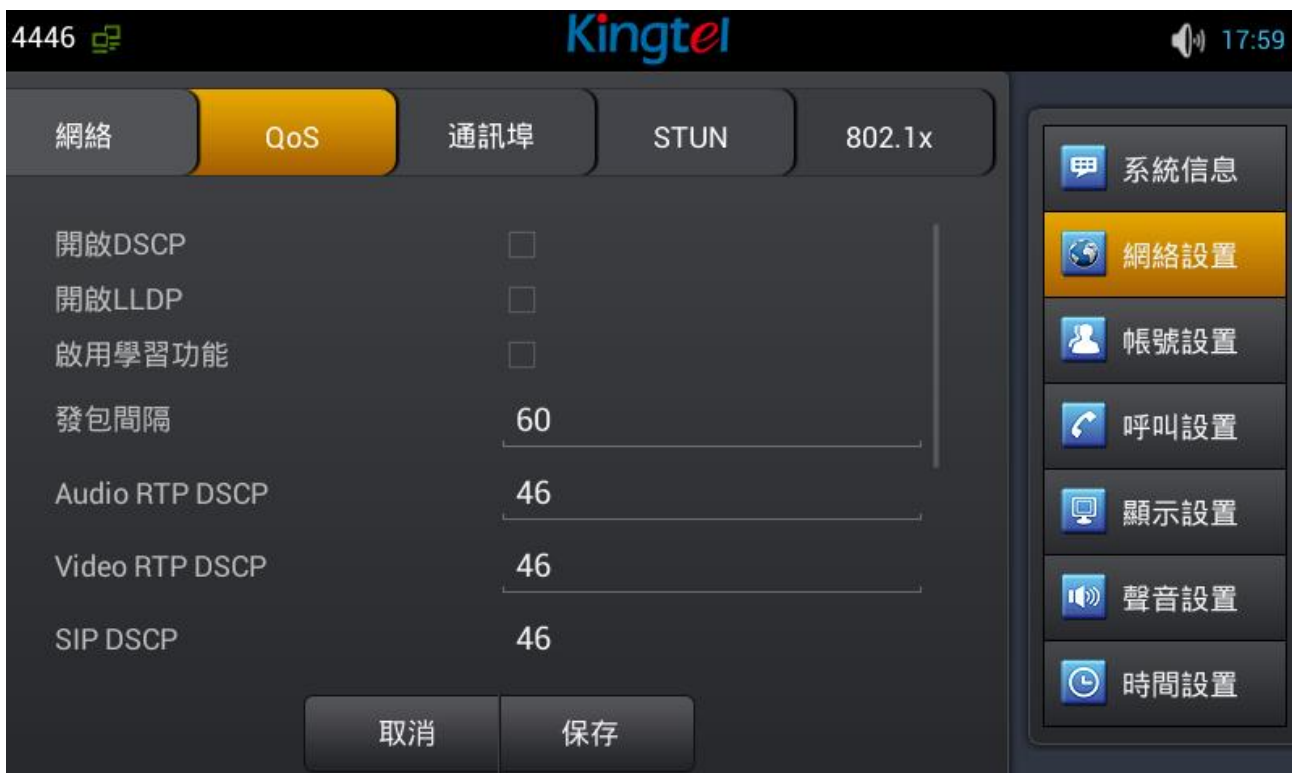 4446
Kingtel
17:59
網絡
QoS
通訊埠
STUN
802.1x
開啟DSCP
開啟LLDP
啟用學習功能
發包間隔
60
Audio RTP DSCP
46
Video RTP DSCP
46
SIP DSCP
46
取消
保存
系統信息
網絡設置
帳號設置
呼叫設置
顯示設置
聲音設置
時間設置